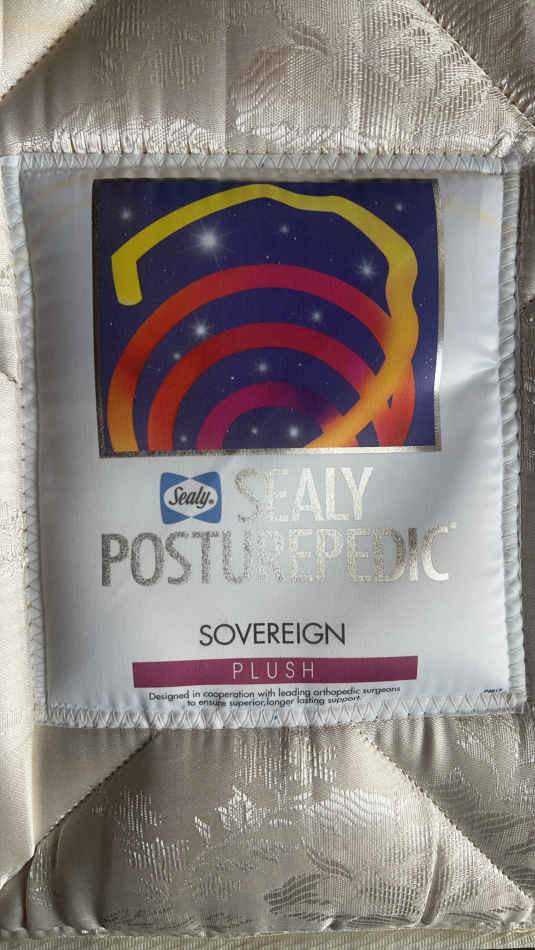 Sealy
SEALY
POSTUREPEDIC
SOVEREIGN
PLUSH
Designed in cooperation with leading orthopedic surgeons
to ensure superior,longer lasting support.